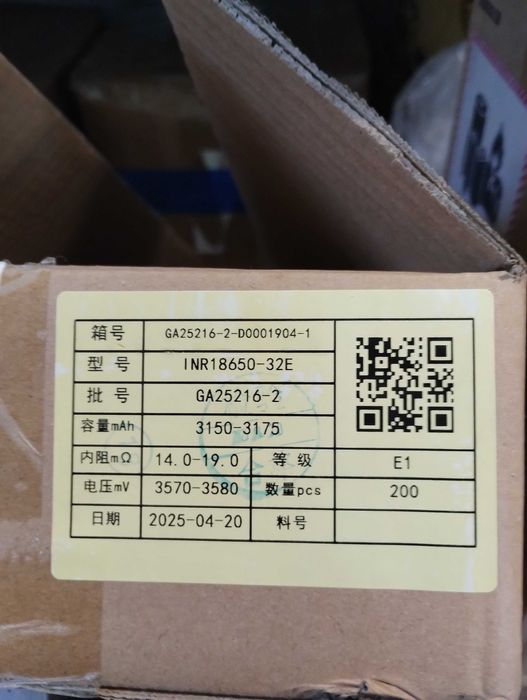 箱号 GA25216-2-D0001904-1
型号 INR18650-32E
批号 GA25216-2
容量mAh 3150-3175
内阻mΩ 14.0-19.0 等级 E1
电压mV 3570-3580 数量pcs 200
日期 2025-04-20 料号